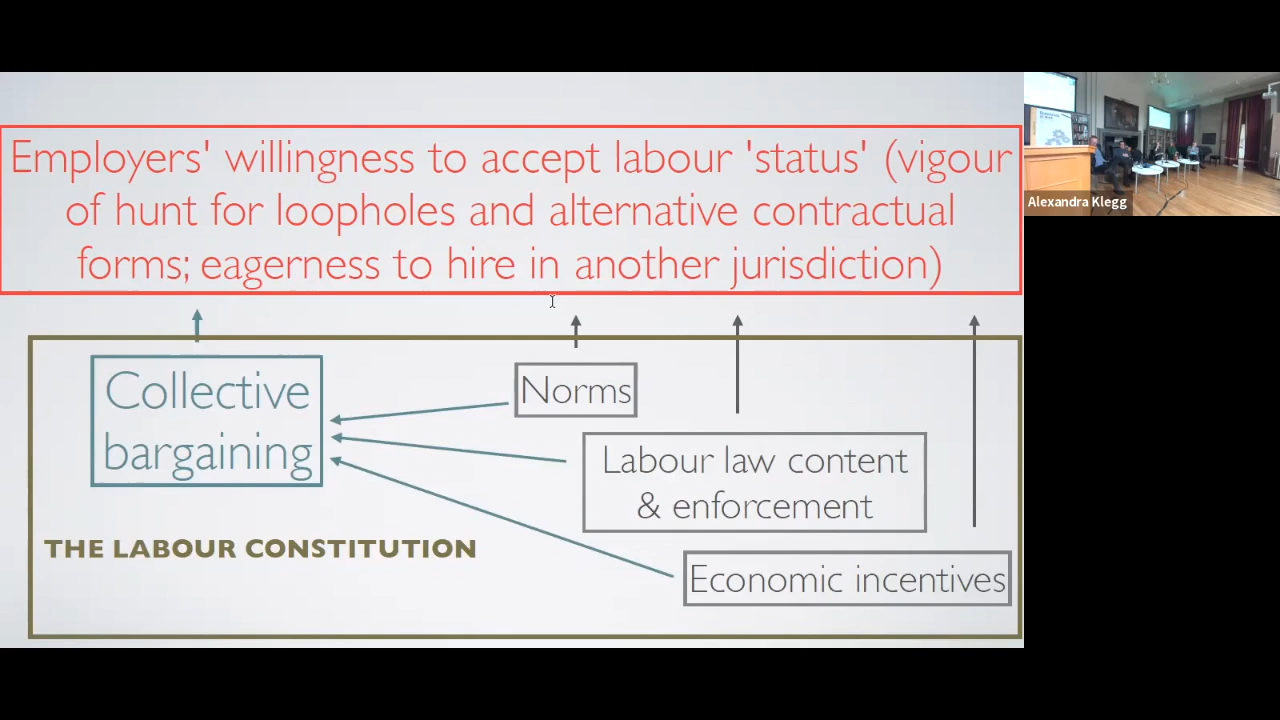 Employers' willingness to accept labour 'status' (vigour
of hunt for loopholes and alternative contractual
forms; eagerness to hire in another jurisdiction)
Collective
bargaining
Norms
Labour law content
& enforcement
THE LABOUR CONSTITUTION
Economic incentives
Alexandra Klegg